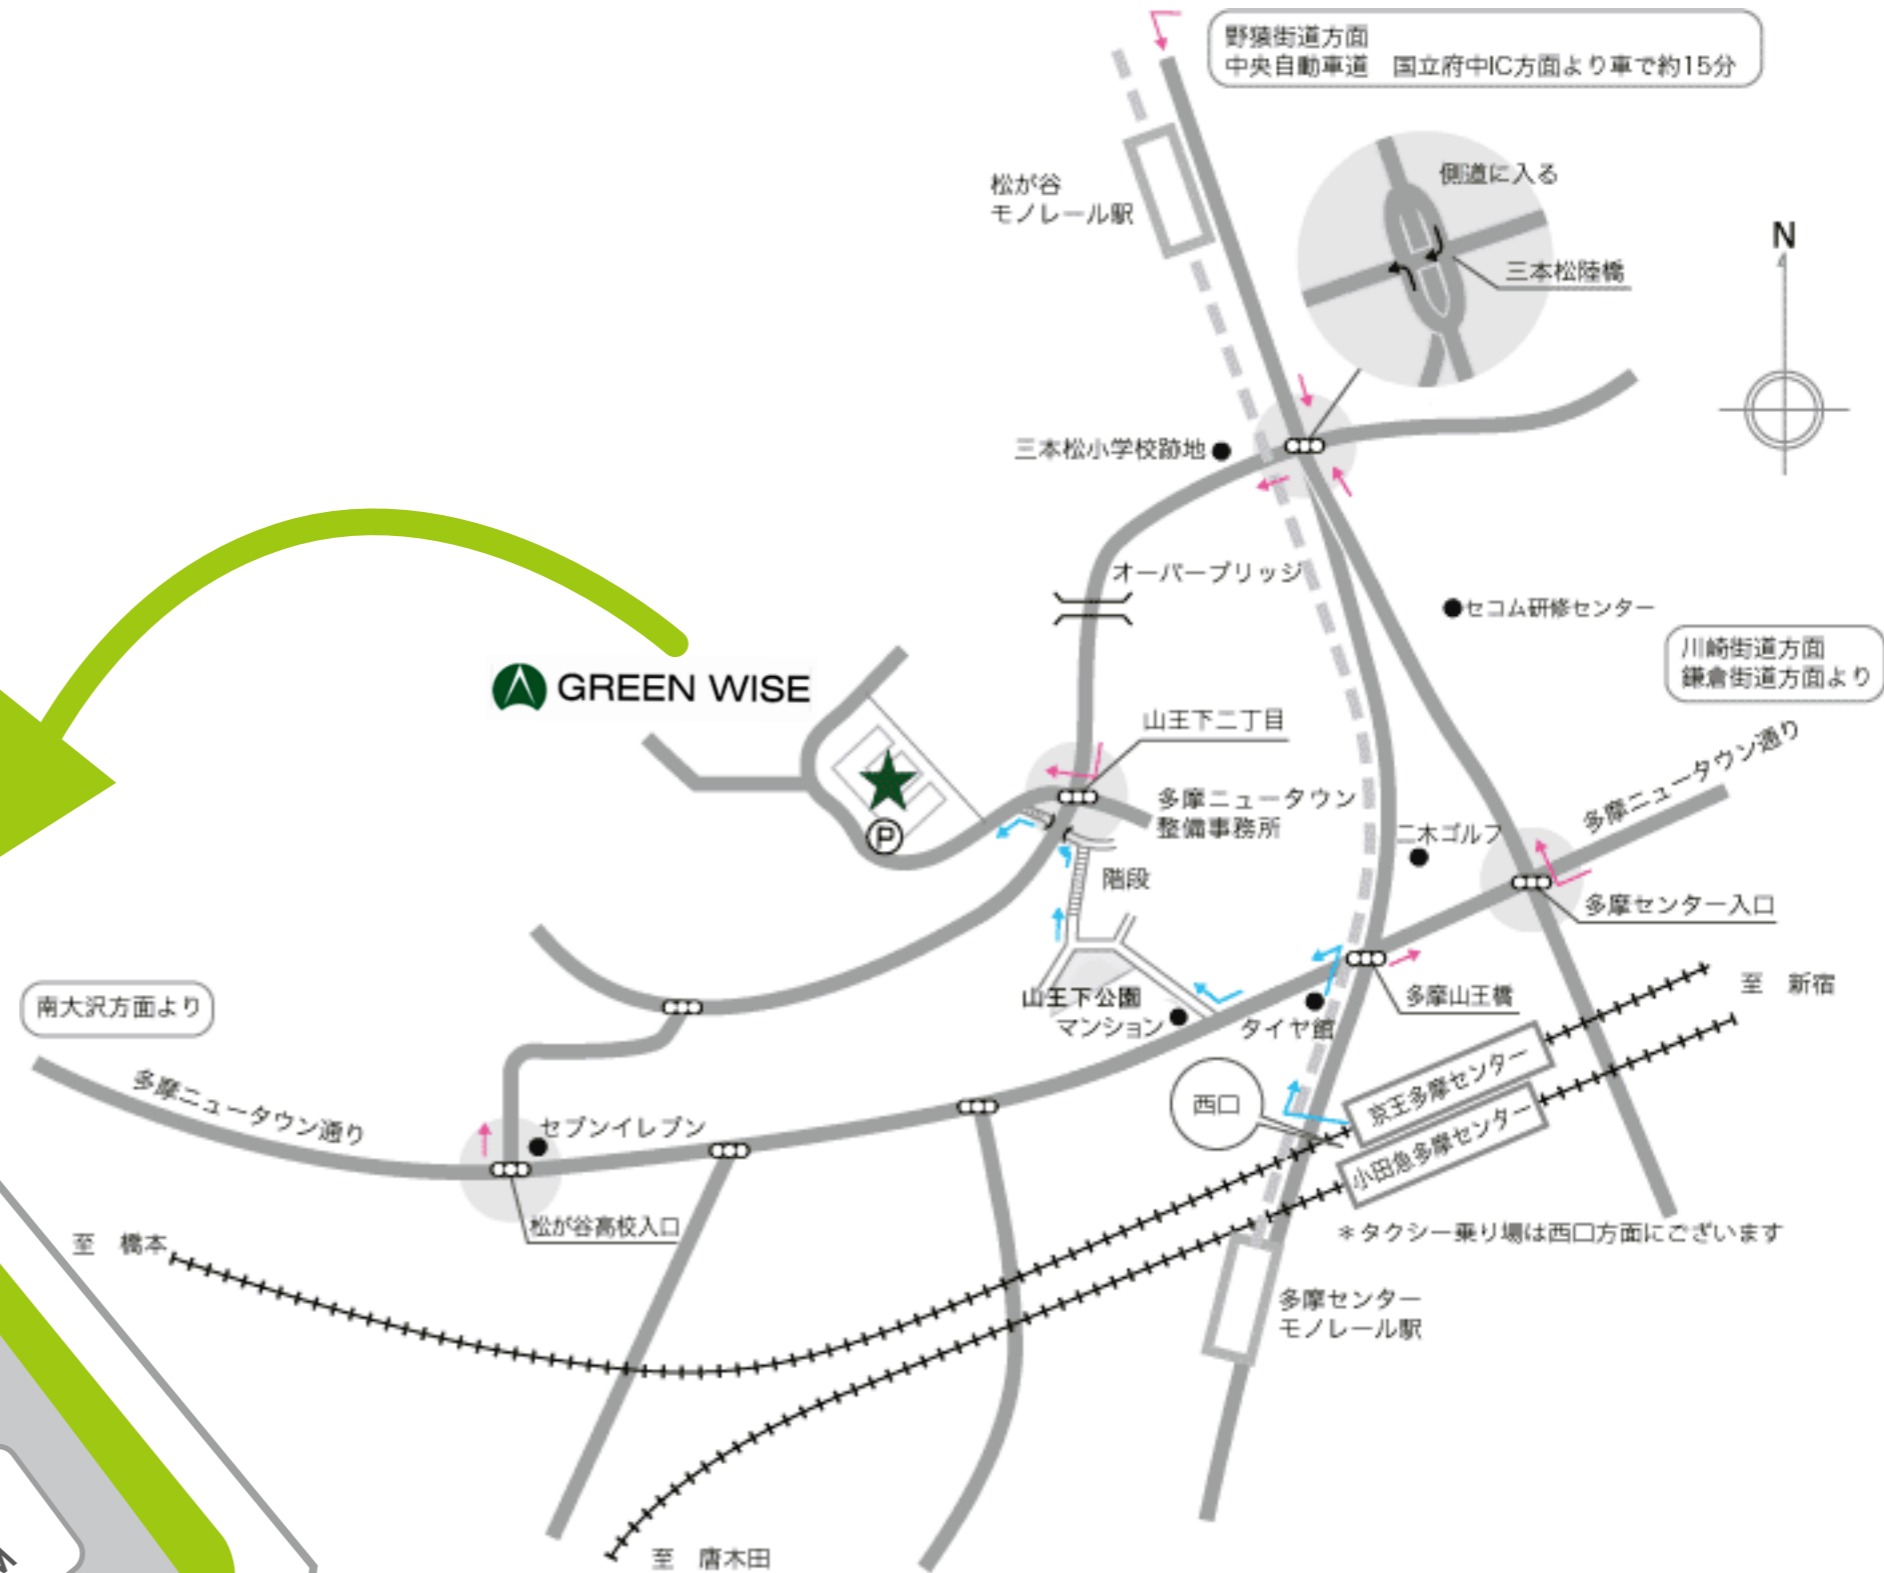 野猿街道方面
中央自動車道　国立府中IC方面より車で約15分
松が谷
モノレール駅
側道に入る
三本松陸橋
N
三本松小学校跡地
オーバーブリッジ
セコム研修センター
川崎街道方面
鎌倉街道方面より
GREEN WISE
山王下二丁目
多摩ニュータウン通り
多摩ニュータウン
整備事務所
二木ゴルフ
P
階段
多摩センター入口
南大沢方面より
山王下公園
マンション
タイヤ館
多摩山王橋
至　新宿
多摩ニュータウン通り
セブンイレブン
西口
京王多摩センター
小田急多摩センター
松が谷高校入口
至　橋本
＊タクシー乗り場は西口方面にございます
多摩センター
モノレール駅
至　唐木田